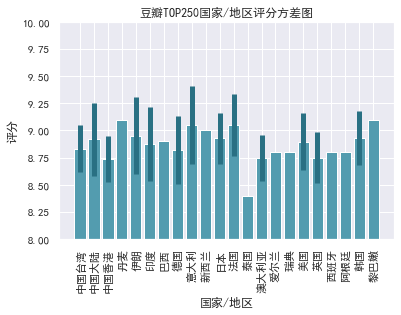 豆瓣TOP250国家/地区评分方差图
10.00
9.75
9.50
9.25
9.00
8.75
8.50
8.25
8.00
评分
中国台湾
中国大陆
中国香港
丹麦
伊朗
印度
巴西
德国
意大利
新西兰
日本
法国
泰国
澳大利亚
爱尔兰
瑞典
美国
英国
西班牙
阿根廷
韩国
黎巴嫩
国家/地区